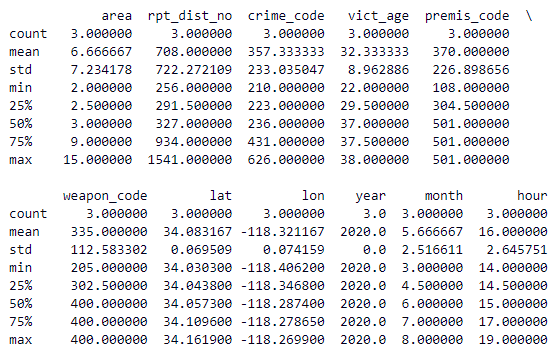 area rpt_dist_no crime_code vict_age premis_code \
count 3.000000 3.000000 3.000000 3.000000 3.000000
mean 6.666667 708.000000 357.333333 32.333333 370.000000
std 7.234178 722.272109 233.035047 8.962886 226.898656
min 2.000000 256.000000 210.000000 22.000000 108.000000
25% 2.500000 291.500000 223.000000 29.500000 304.500000
50% 3.000000 327.000000 236.000000 37.000000 501.000000
75% 9.000000 934.000000 431.000000 37.500000 501.000000
max 15.000000 1541.000000 626.000000 38.000000 501.000000
weapon_code lat lon year month hour
count 3.000000 3.000000 3.000000 3.0 3.000000 3.000000
mean 335.000000 34.083167 -118.321167 2020.0 5.666667 16.000000
std 112.583302 0.069509 0.074159 0.0 2.516611 2.645751
min 205.000000 34.030300 -118.406200 2020.0 3.000000 14.000000
25% 302.500000 34.043800 -118.346800 2020.0 4.500000 14.500000
50% 400.000000 34.057300 -118.287400 2020.0 6.000000 15.000000
75% 400.000000 34.109600 -118.278650 2020.0 7.000000 17.000000
max 400.000000 34.161900 -118.269900 2020.0 8.000000 19.000000